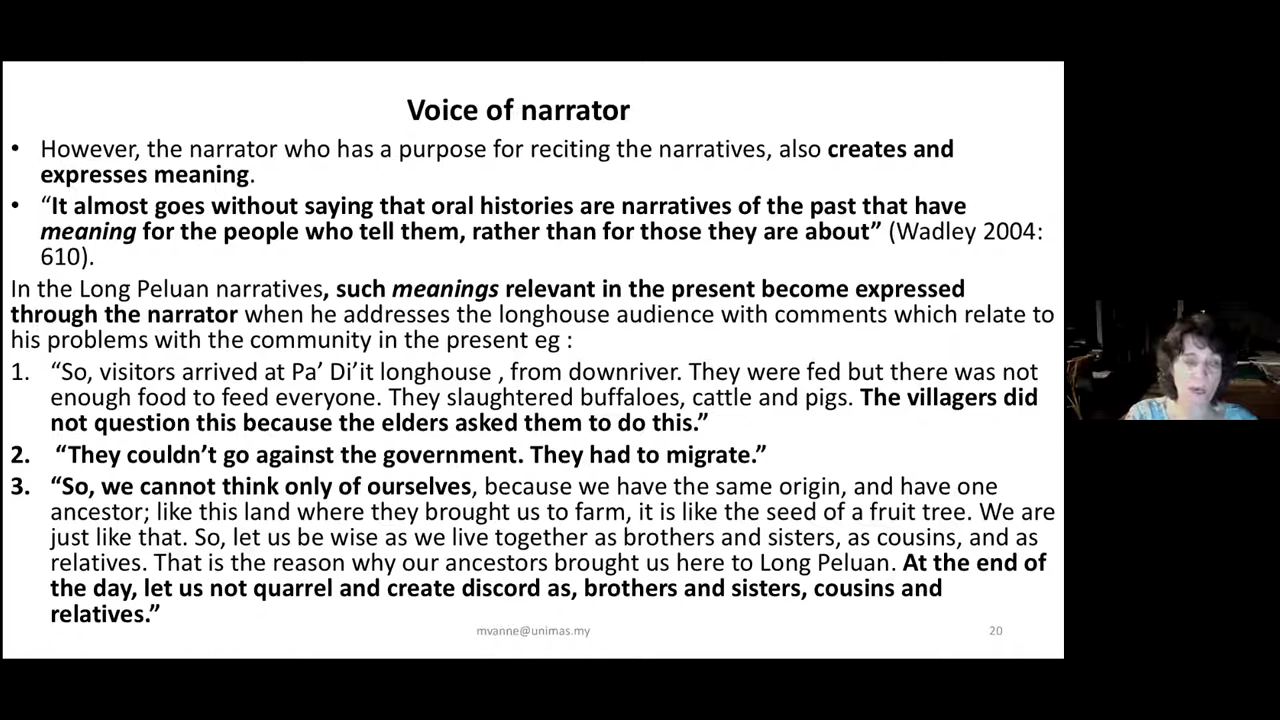 Voice of narrator
• However, the narrator who has a purpose for reciting the narratives, also creates and
expresses meaning.
• “It almost goes without saying that oral histories are narratives of the past that have
meaning for the people who tell them, rather than for those they are about” (Wadley 2004:
610).
In the Long Peluan narratives, such meanings relevant in the present become expressed
through the narrator when he addresses the longhouse audience with comments which relate to
his problems with the community in the present eg :
1. “So, visitors arrived at Pa’ Di’it longhouse , from downriver. They were fed but there was not
enough food to feed everyone. They slaughtered buffaloes, cattle and pigs. The villagers did
not question this because the elders asked them to do this.”
2. “They couldn’t go against the government. They had to migrate.”
3. “So, we cannot think only of ourselves, because we have the same origin, and have one
ancestor; like this land where they brought us to farm, it is like the seed of a fruit tree. We are
just like that. So, let us be wise as we live together as brothers and sisters, as cousins, and as
relatives. That is the reason why our ancestors brought us here to Long Peluan. At the end of
the day, let us not quarrel and create discord as, brothers and sisters, cousins and
relatives.”
mvanne@unimas.my
20